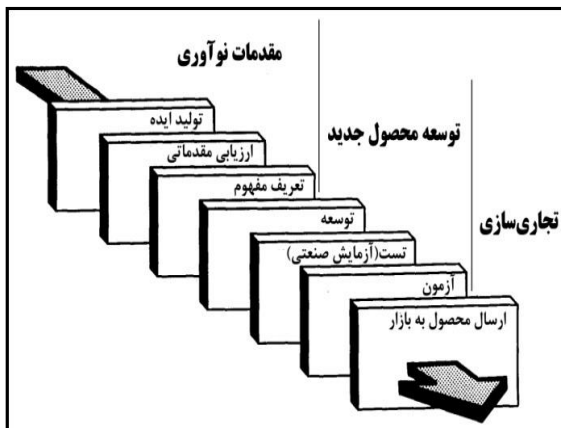 مقدمات نوآوری
توسعه محصول جدید
تجاری‌سازی
تولید ایده
ارزیابی مقدماتی
تعریف مفهوم
توسعه
تست(آزمایش صنعتی)
آزمون
ارسال محصول به بازار